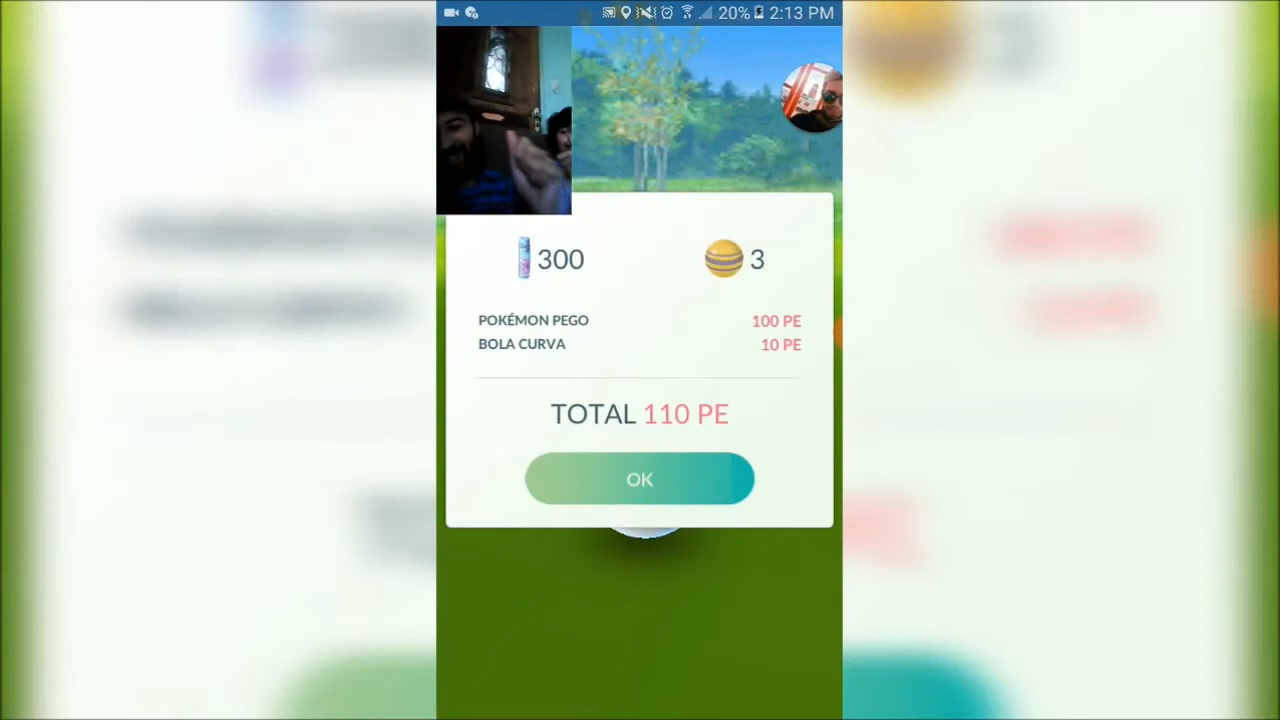 20% 2:13 PM
300 3
POKÉMON PEGO 100 PE
BOLA CURVA 10 PE
TOTAL 110 PE
OK